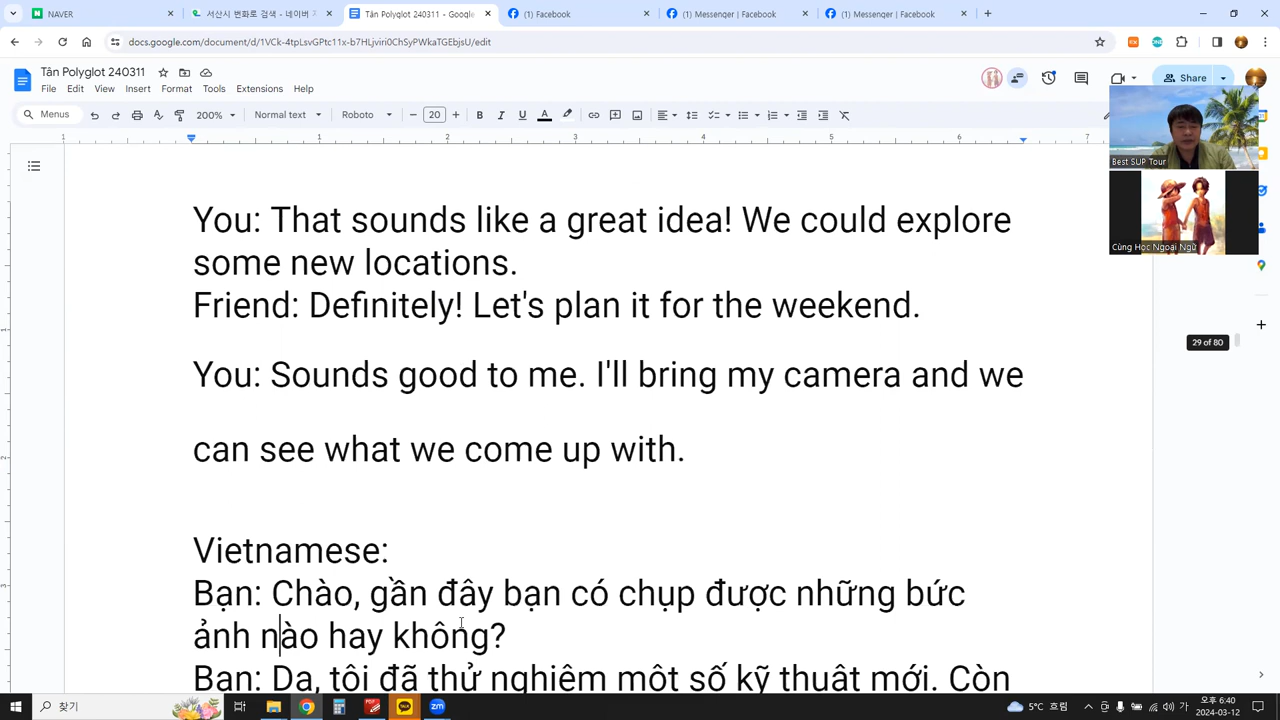 NAVER
서산시 번화로 검색 - 네이버 지
Tân Polyglot 240311 - Google
(1) Facebook
(1) Messenger | Facebook
(1) Messenger | Facebook
docs.google.com/document/d/1VCk-4tpLsvGPtc11x-b7HLjviri0ChSyPWkaTGEbjsU/edit
Tân Polyglot 240311
File Edit View Insert Format Tools Extensions Help
Share
Menus 200% Normal text Roboto 20
Best SUP Tour
Cùng Học Ngoại Ngữ
You: That sounds like a great idea! We could explore
some new locations.
Friend: Definitely! Let's plan it for the weekend.
29 of 80
You: Sounds good to me. I'll bring my camera and we
can see what we come up with.
Vietnamese:
Bạn: Chào, gần đây bạn có chụp được những bức
ảnh nào hay không?
Bạn: Dạ, tôi đã thử nghiệm một số kỹ thuật mới. Còn
찾기
5°C 흐림
가
오후 6:40
2024-03-12